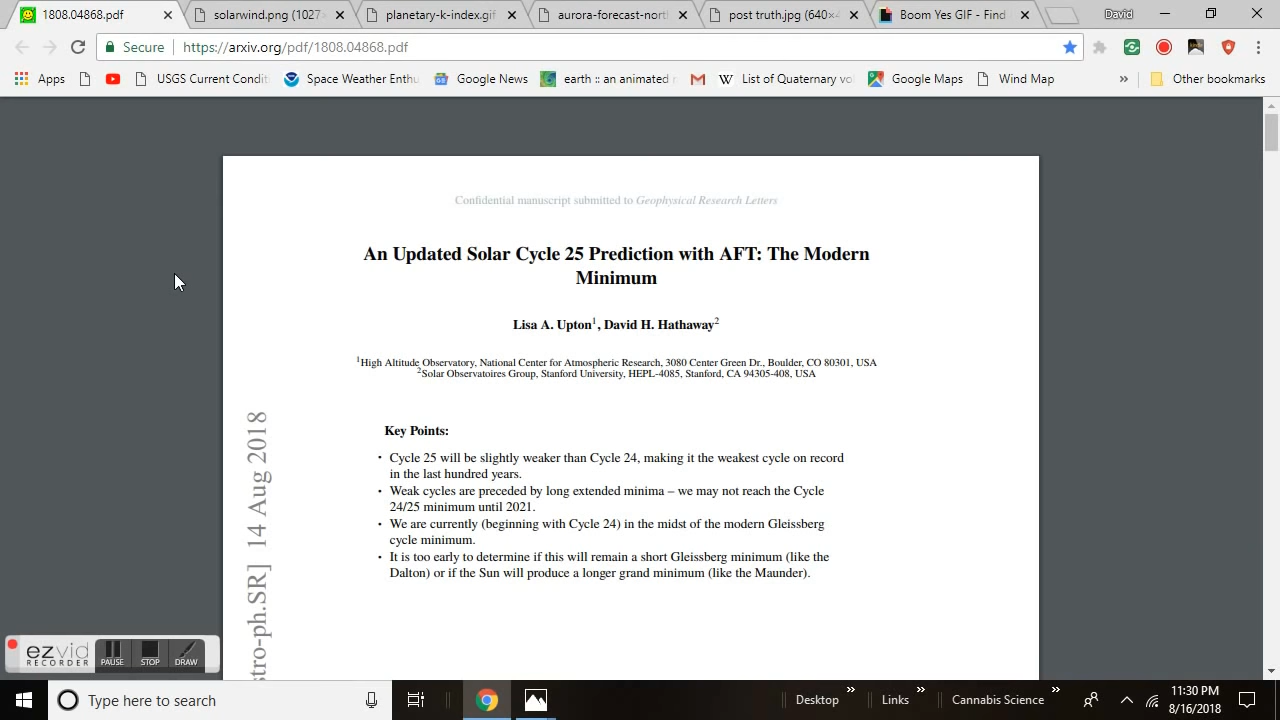 1808.04868.pdf
solarwind.png (1027×
planetary-k-index.gif
aurora-forecast-nort
post truth.jpg (640×4
Boom Yes GIF - Find
David
Secure
https://arxiv.org/pdf/1808.04868.pdf
Apps
USGS Current Condit
Space Weather Enthu
Google News
earth :: an animated
List of Quaternary vo
Google Maps
Wind Map
»
Other bookmarks
Confidential manuscript submitted to Geophysical Research Letters
An Updated Solar Cycle 25 Prediction with AFT: The Modern
Minimum
Lisa A. Upton1, David H. Hathaway2
1High Altitude Observatory, National Center for Atmospheric Research, 3080 Center Green Dr., Boulder, CO 80301, USA
2Solar Observatoires Group, Stanford University, HEPL-4085, Stanford, CA 94305-408, USA
Key Points:
• Cycle 25 will be slightly weaker than Cycle 24, making it the weakest cycle on record
in the last hundred years.
• Weak cycles are preceded by long extended minima – we may not reach the Cycle
24/25 minimum until 2021.
• We are currently (beginning with Cycle 24) in the midst of the modern Gleissberg
cycle minimum.
• It is too early to determine if this will remain a short Gleissberg minimum (like the
Dalton) or if the Sun will produce a longer grand minimum (like the Maunder).
stro-ph.SR] 14 Aug 2018
ezvid
RECORDER
PAUSE
STOP
DRAW
Type here to search
Desktop
»
Links
»
Cannabis Science
»
11:30 PM
8/16/2018